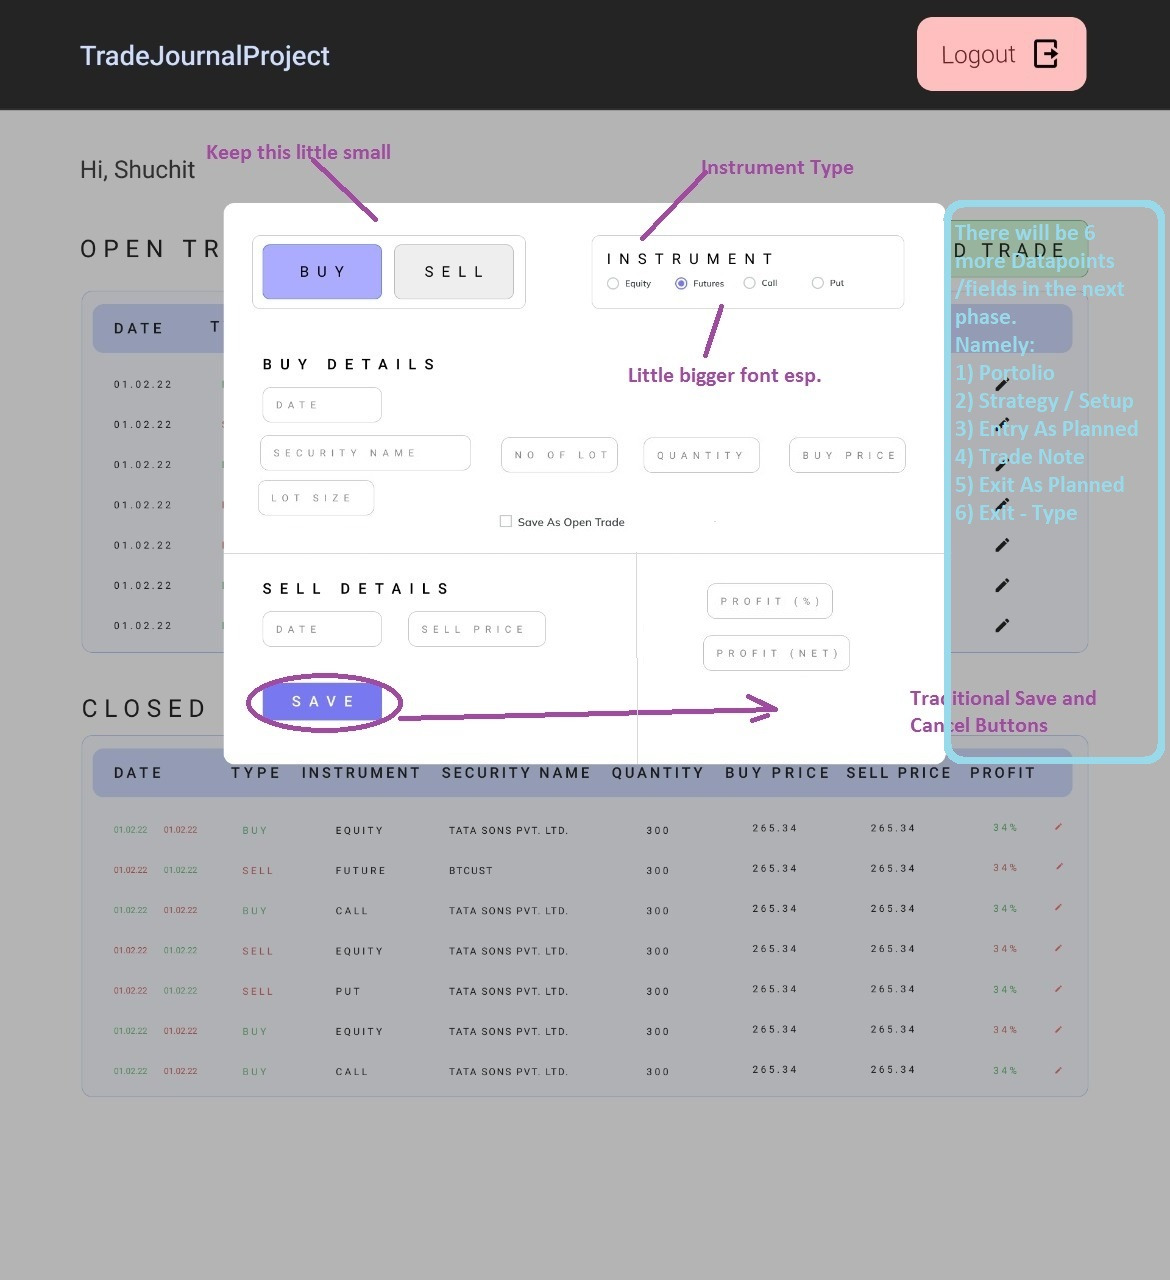 TradeJournalProject
Logout
Keep this little small
Hi, Shuchit
Instrument Type
OPEN TR
D TRADE
BUY SELL
INSTRUMENT
Equity Futures Call Put
There will be 6
more Datapoints
/fields in the next
phase.
Namely:
1) Portolio
2) Strategy / Setup
3) Entry As Planned
4) Trade Note
5) Exit As Planned
6) Exit - Type
DATE T
BUY DETAILS
Little bigger font esp.
01.02.22
DATE
01.02.22
SECURITY NAME NO OF LOT QUANTITY BUY PRICE
01.02.22
LOT SIZE
01.02.22
Save As Open Trade
01.02.22
01.02.22
SELL DETAILS
PROFIT (%)
01.02.22
DATE SELL PRICE
PROFIT (NET)
SAVE
Traditional Save and
Cancel Buttons
CLOSED
DATE TYPE INSTRUMENT SECURITY NAME QUANTITY BUY PRICE SELL PRICE PROFIT
01.02.22 01.02.22 BUY EQUITY TATA SONS PVT. LTD. 300 265.34 265.34 34%
01.02.22 01.02.22 SELL FUTURE BTCUST 300 265.34 265.34 34%
01.02.22 01.02.22 BUY CALL TATA SONS PVT. LTD. 300 265.34 265.34 34%
01.02.22 01.02.22 SELL EQUITY TATA SONS PVT. LTD. 300 265.34 265.34 34%
01.02.22 01.02.22 SELL PUT TATA SONS PVT. LTD. 300 265.34 265.34 34%
01.02.22 01.02.22 BUY EQUITY TATA SONS PVT. LTD. 300 265.34 265.34 34%
01.02.22 01.02.22 BUY CALL TATA SONS PVT. LTD. 300 265.34 265.34 34%